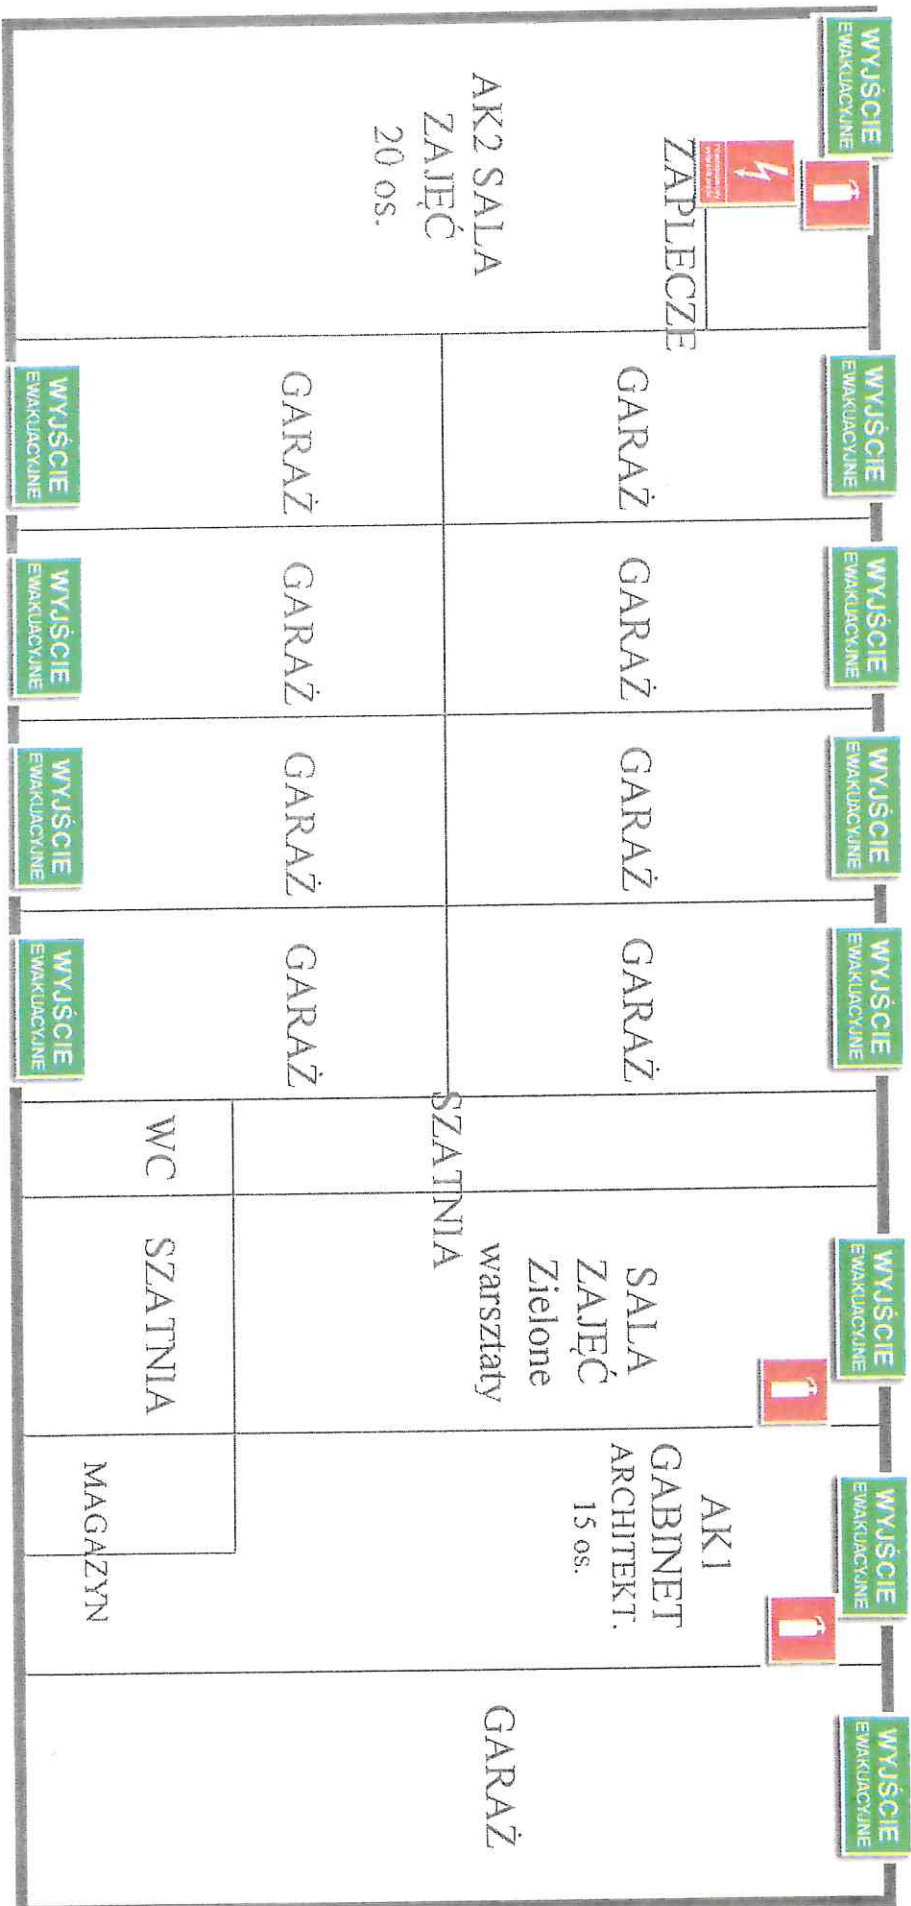 WYJŚCIE
EWAKUACYJNE
WYJŚCIE
EWAKUACYJNE
WYJŚCIE
EWAKUACYJNE
WYJŚCIE
EWAKUACYJNE
WYJŚCIE
EWAKUACYJNE
WYJŚCIE
EWAKUACYJNE
WYJŚCIE
EWAKUACYJNE
WYJŚCIE
EWAKUACYJNE
ZAPLECZE
AK2 SALA
ZAJĘĆ
20 os.
GARAŻ
GARAŻ
GARAŻ
GARAŻ
SZATNIA
SALA
ZAJĘĆ
Zielone
warsztaty
AK1
GABINET
ARCHITEKT.
15 os.
GARAŻ
GARAŻ
GARAŻ
GARAŻ
GARAŻ
WC
SZATNIA
MAGAZYN
WYJŚCIE
EWAKUACYJNE
WYJŚCIE
EWAKUACYJNE
WYJŚCIE
EWAKUACYJNE
WYJŚCIE
EWAKUACYJNE